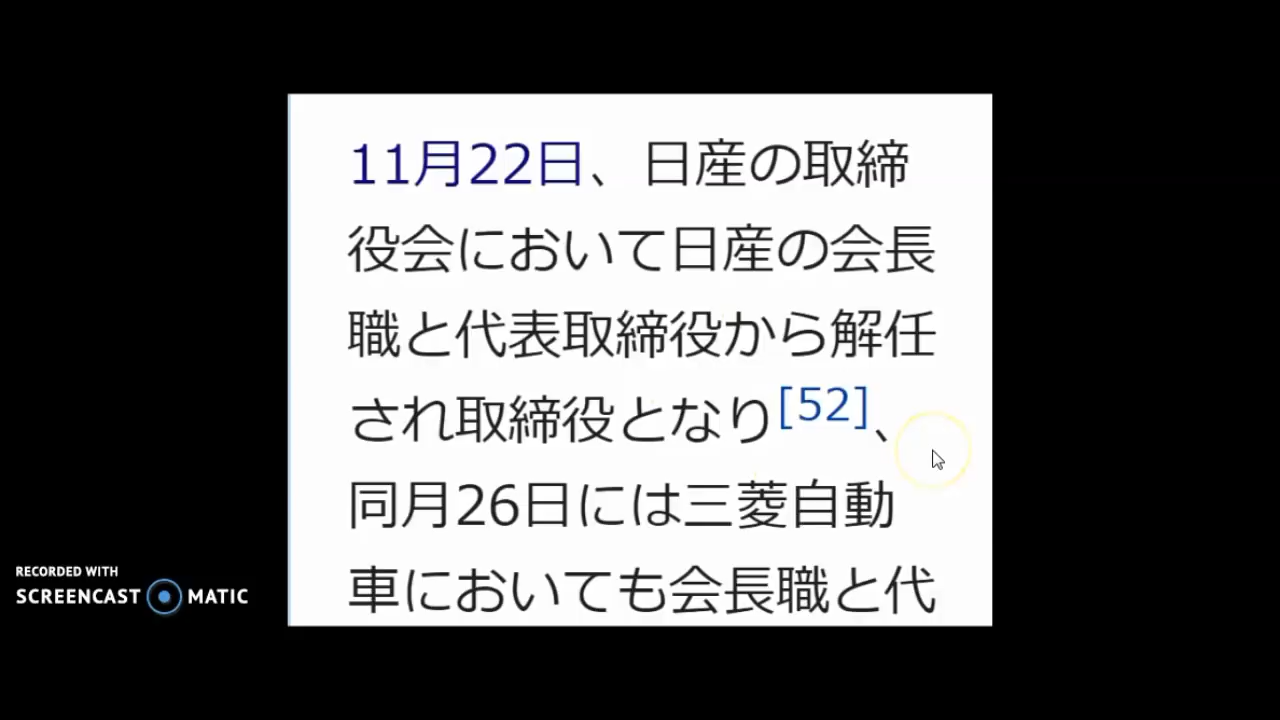 11月22日、日産の取締
役会において日産の会長
職と代表取締役から解任
され取締役となり[52]、
同月26日には三菱自動
車においても会長職と代
RECORDED WITH
SCREENCAST MATIC